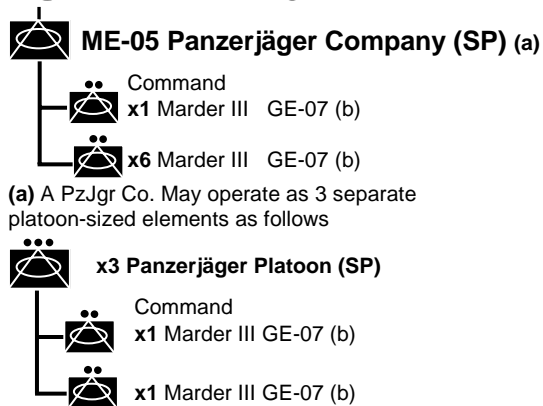 ME-05 Panzerjäger Company (SP) (a)
Command
x1 Marder III GE-07 (b)
x6 Marder III GE-07 (b)
(a) A PzJgr Co. May operate as 3 separate
platoon-sized elements as follows
x3 Panzerjäger Platoon (SP)
Command
x1 Marder III GE-07 (b)
x1 Marder III GE-07 (b)